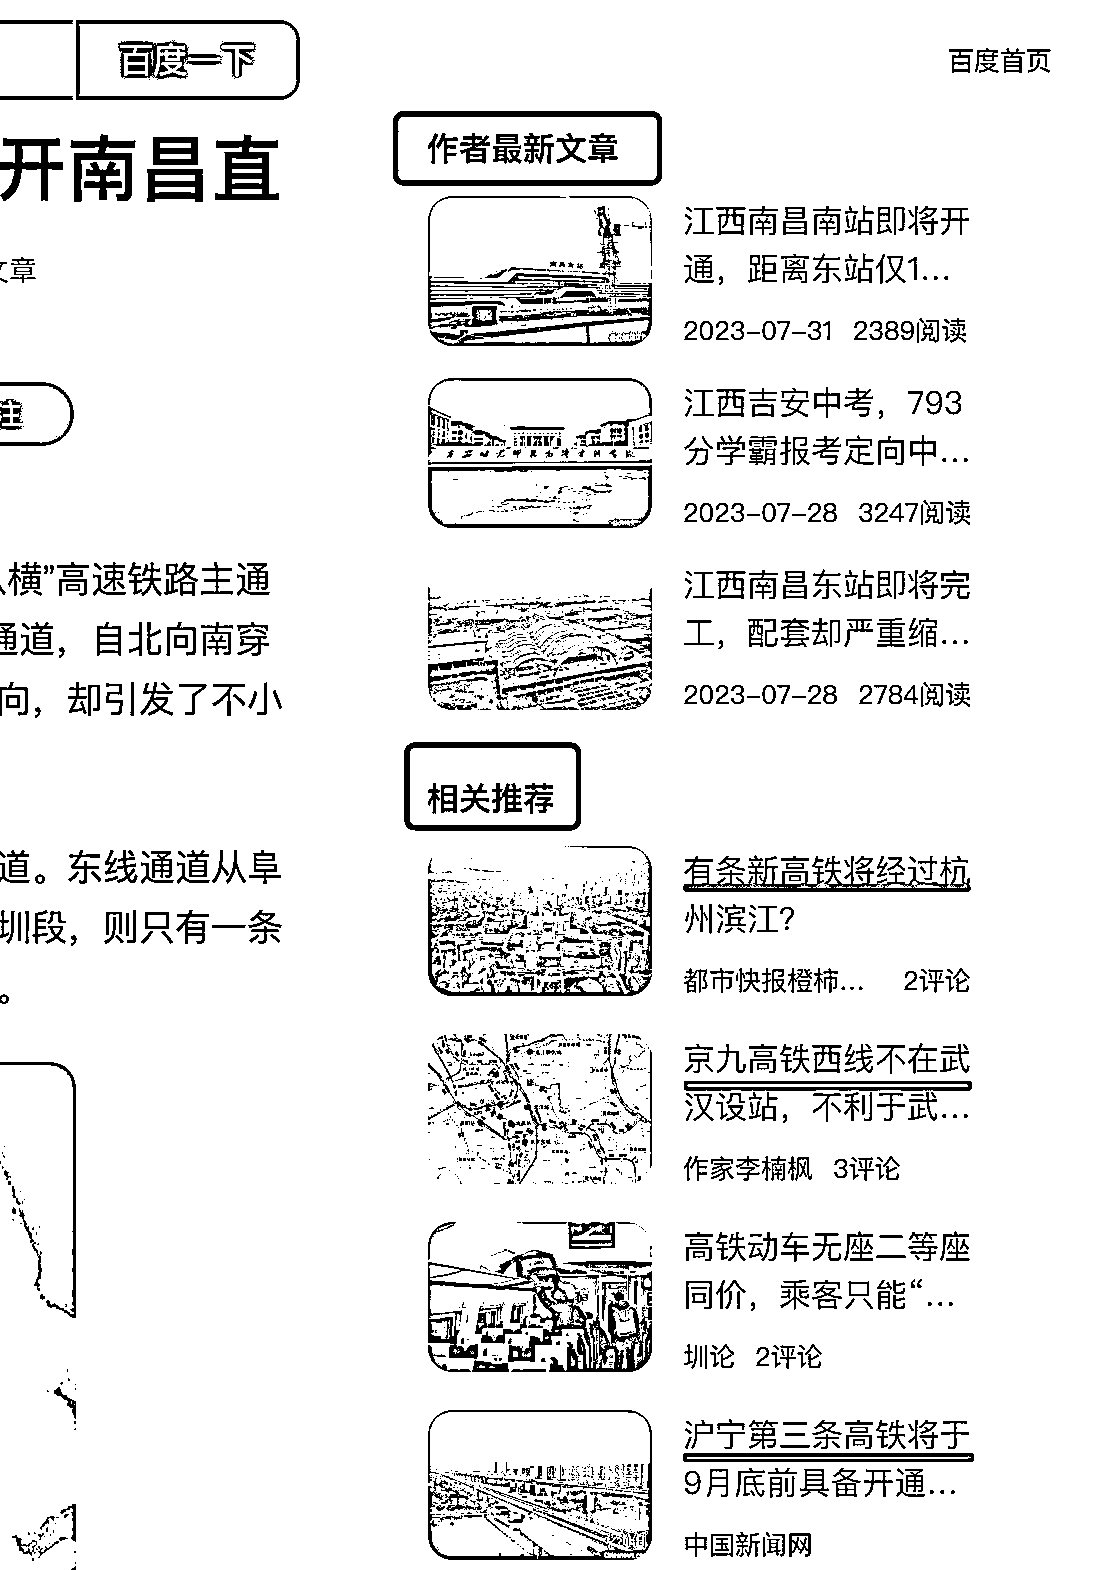 百度一下
百度首页
开南昌直
文章
注
纵横”高速铁路主通
通道，自北向南穿
向，却引发了不小
道。东线通道从阜
圳段，则只有一条
。
作者最新文章
江西南昌南站即将开
通，距离东站仅1...
2023-07-31 2389阅读
江西吉安中考，793
分学霸报考定向中...
2023-07-28 3247阅读
江西南昌东站即将完
工，配套却严重缩...
2023-07-28 2784阅读
相关推荐
有条新高铁将经过杭
州滨江？
都市快报橙柿... 2评论
京九高铁西线不在武
汉设站，不利于武...
作家李楠枫 3评论
高铁动车无座二等座
同价，乘客只能“...
圳论 2评论
沪宁第三条高铁将于
9月底前具备开通...
中国新闻网